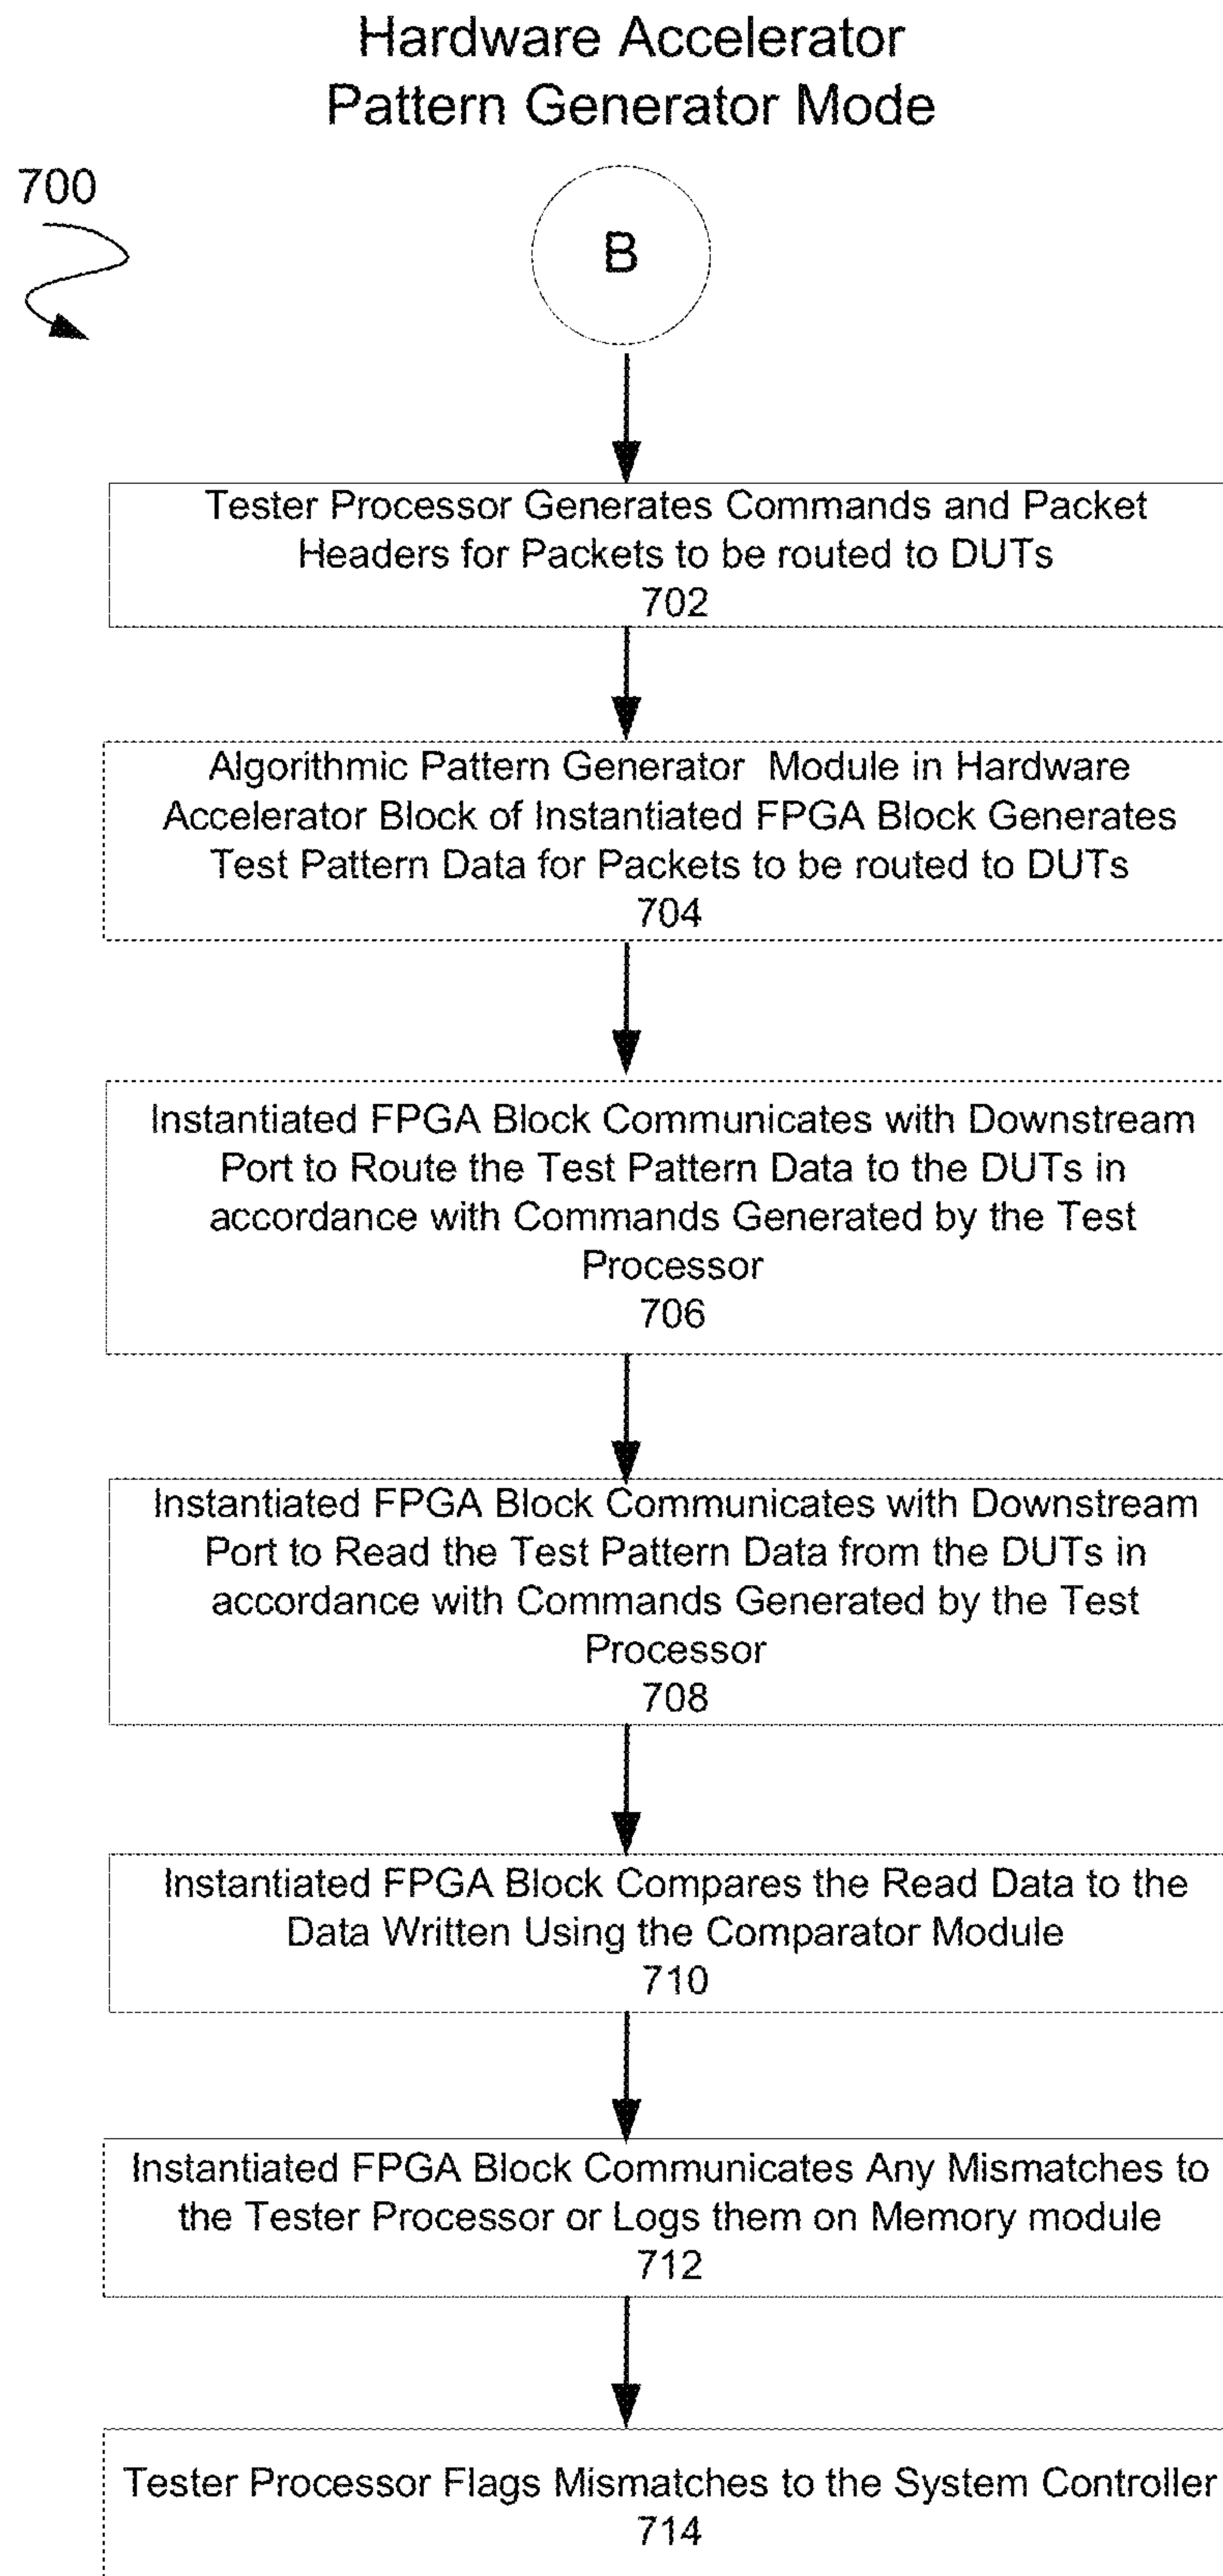 Hardware Accelerator
Pattern Generator Mode
700
B
Tester Processor Generates Commands and Packet
Headers for Packets to be routed to DUTs
702
Algorithmic Pattern Generator Module in Hardware
Accelerator Block of Instantiated FPGA Block Generates
Test Pattern Data for Packets to be routed to DUTs
704
Instantiated FPGA Block Communicates with Downstream
Port to Route the Test Pattern Data to the DUTs in
accordance with Commands Generated by the Test
Processor
706
Instantiated FPGA Block Communicates with Downstream
Port to Read the Test Pattern Data from the DUTs in
accordance with Commands Generated by the Test
Processor
708
Instantiated FPGA Block Compares the Read Data to the
Data Written Using the Comparator Module
710
Instantiated FPGA Block Communicates Any Mismatches to
the Tester Processor or Logs them on Memory module
712
Tester Processor Flags Mismatches to the System Controller
714